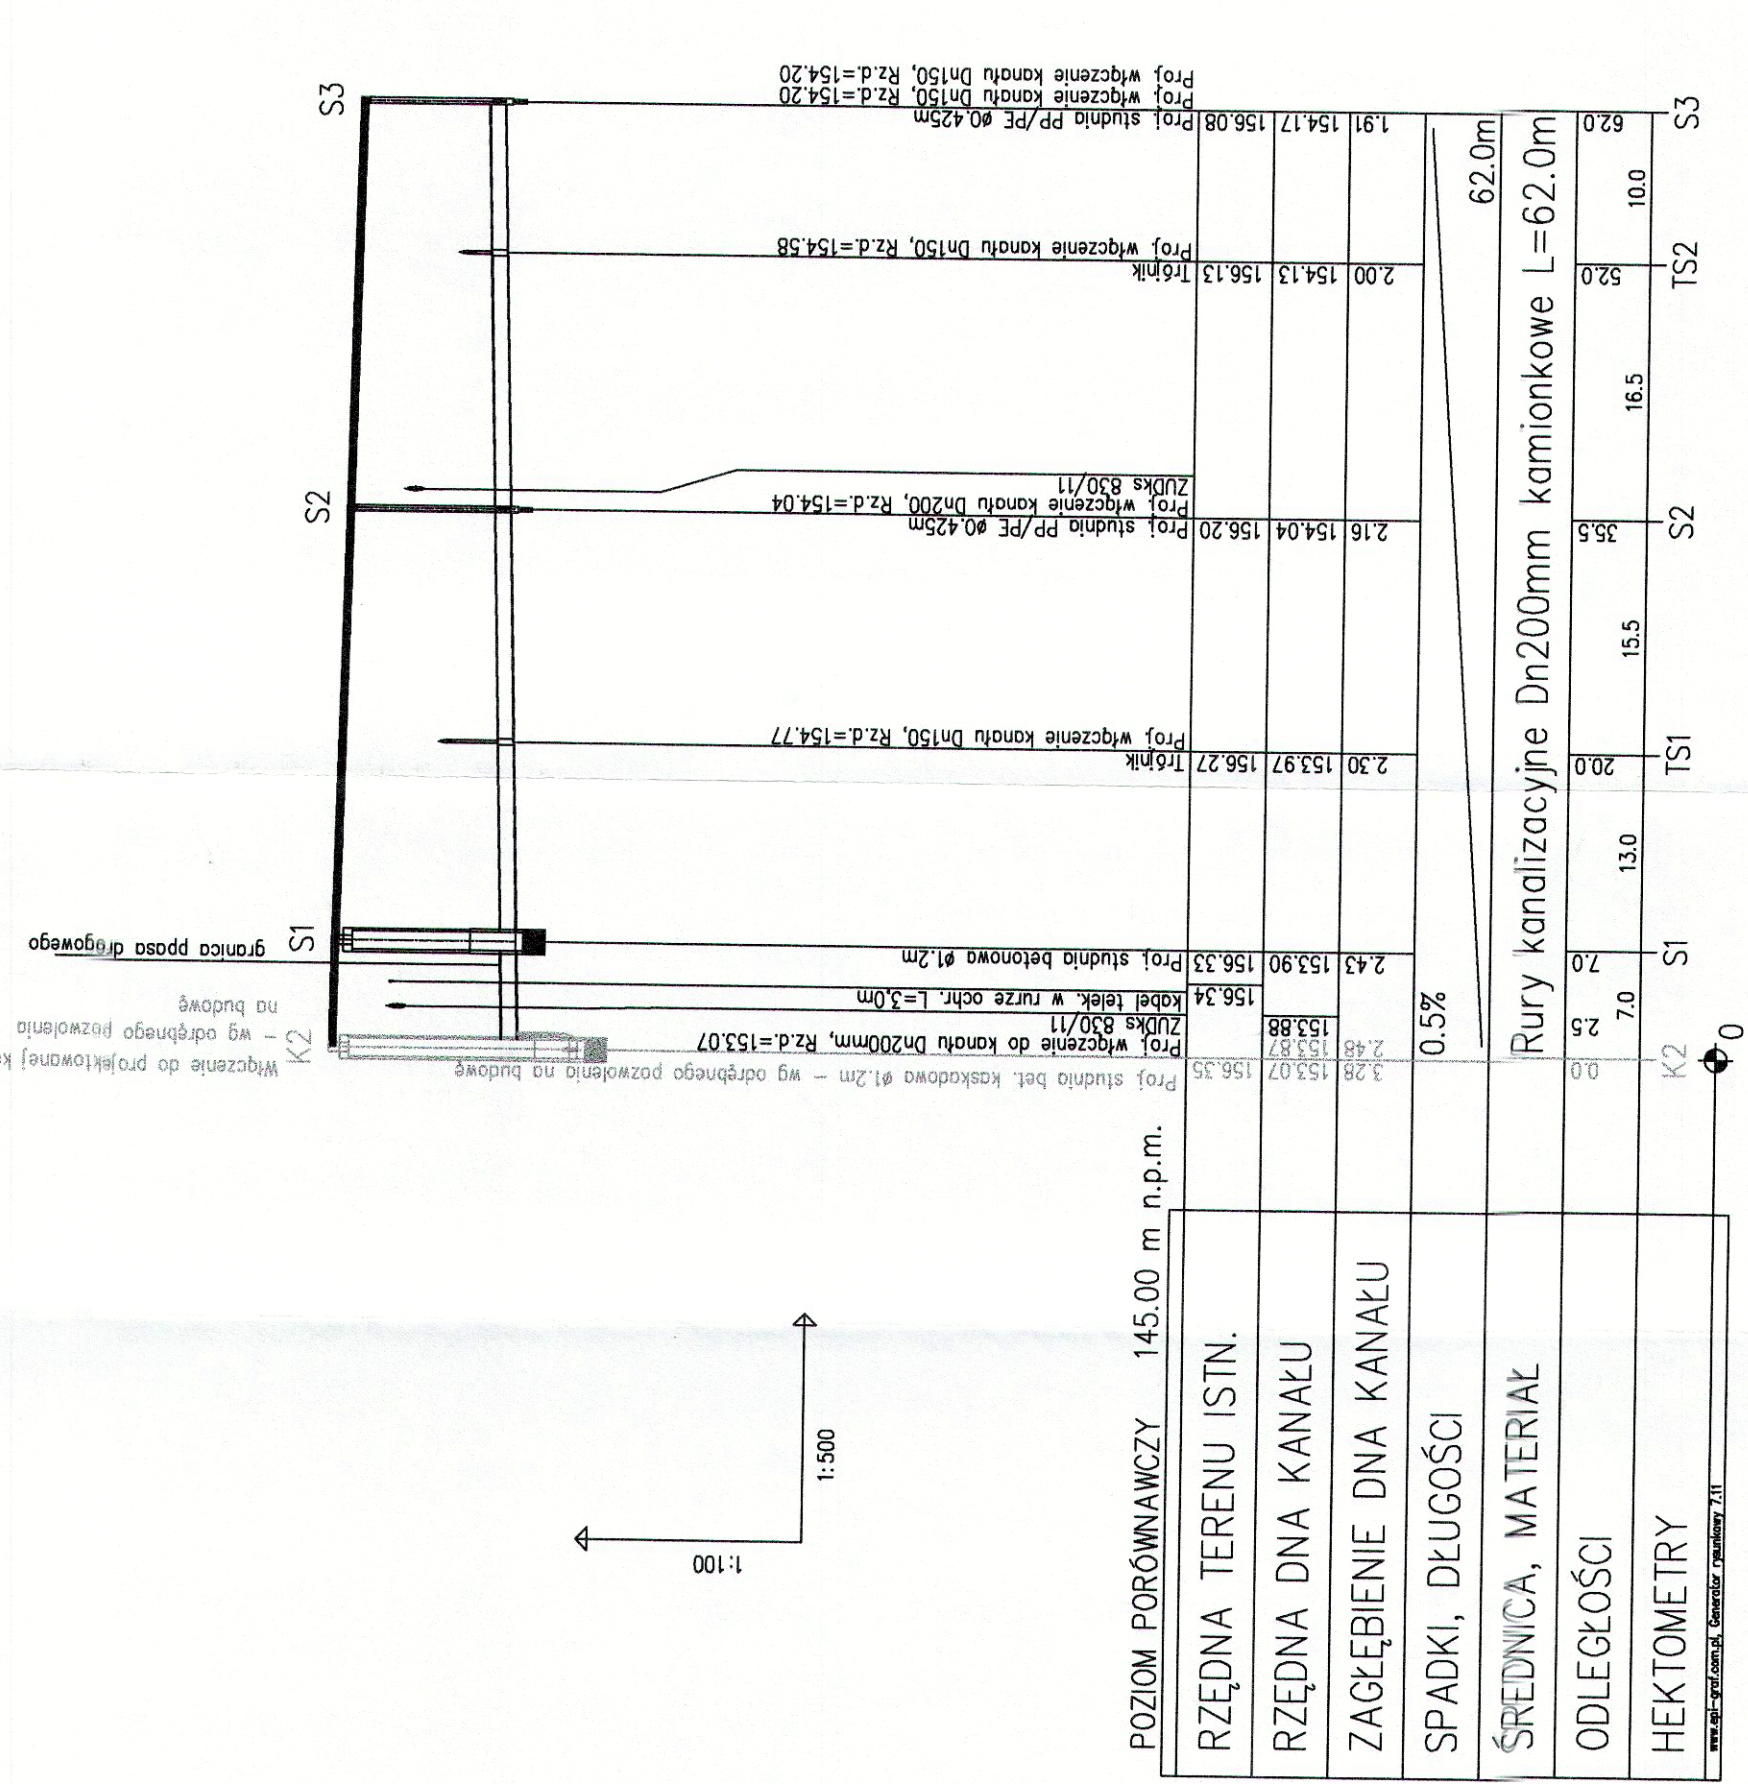 Włączenie do projektowanej
– wg odrębnego pozwolenia
na budowę
K2
granica ppasa drogowego
S1
S2
S3
1:100
1:500
POZIOM PORÓWNAWCZY 145.00 m n.p.m.
Proj. studnia bet. kaskadowa ø1.2m – wg odrębnego pozwolenia na budowę
Proj. włączenie do kanału Dn200mm, Rz.d.=153.07
ZUDks 830/11
kabel telek. w rurze ochr. L=3,0m
Proj. studnia betonowa ø1.2m
Trójnik
Proj. włączenie kanału Dn150, Rz.d.=154.77
Proj. studnia PP/PE ø0.425m
Proj. włączenie kanału Dn200, Rz.d.=154.04
ZUDks 830/11
Trójnik
Proj. włączenie kanału Dn150, Rz.d.=154.58
Proj. studnia PP/PE ø0.425m
Proj. włączenie kanału Dn150, Rz.d.=154.20
Proj. włączenie kanału Dn150, Rz.d.=154.20
RZĘDNA TERENU ISTN. 156.35 156.34 156.33 156.27 156.20 156.13 156.08
RZĘDNA DNA KANAŁU 153.07 153.87 153.88 153.90 153.97 154.04 154.13 154.17
ZAGŁĘBIENIE DNA KANAŁU 3.28 2.48 2.43 2.30 2.16 2.00 1.91
SPADKI, DŁUGOŚCI 0.5% 62.0m
ŚREDNICA, MATERIAŁ Rury kanalizacyjne Dn200mm kamionkowe L=62.0m
ODLEGŁOŚCI 0.0 2.5 7.0 20.0 35.5 52.0 62.0
7.0 13.0 15.5 16.5 10.0
HEKTOMETRY K2 S1 TS1 S2 TS2 S3
0
www.epi-graf.com.pl, Generator rysunkowy 7.11